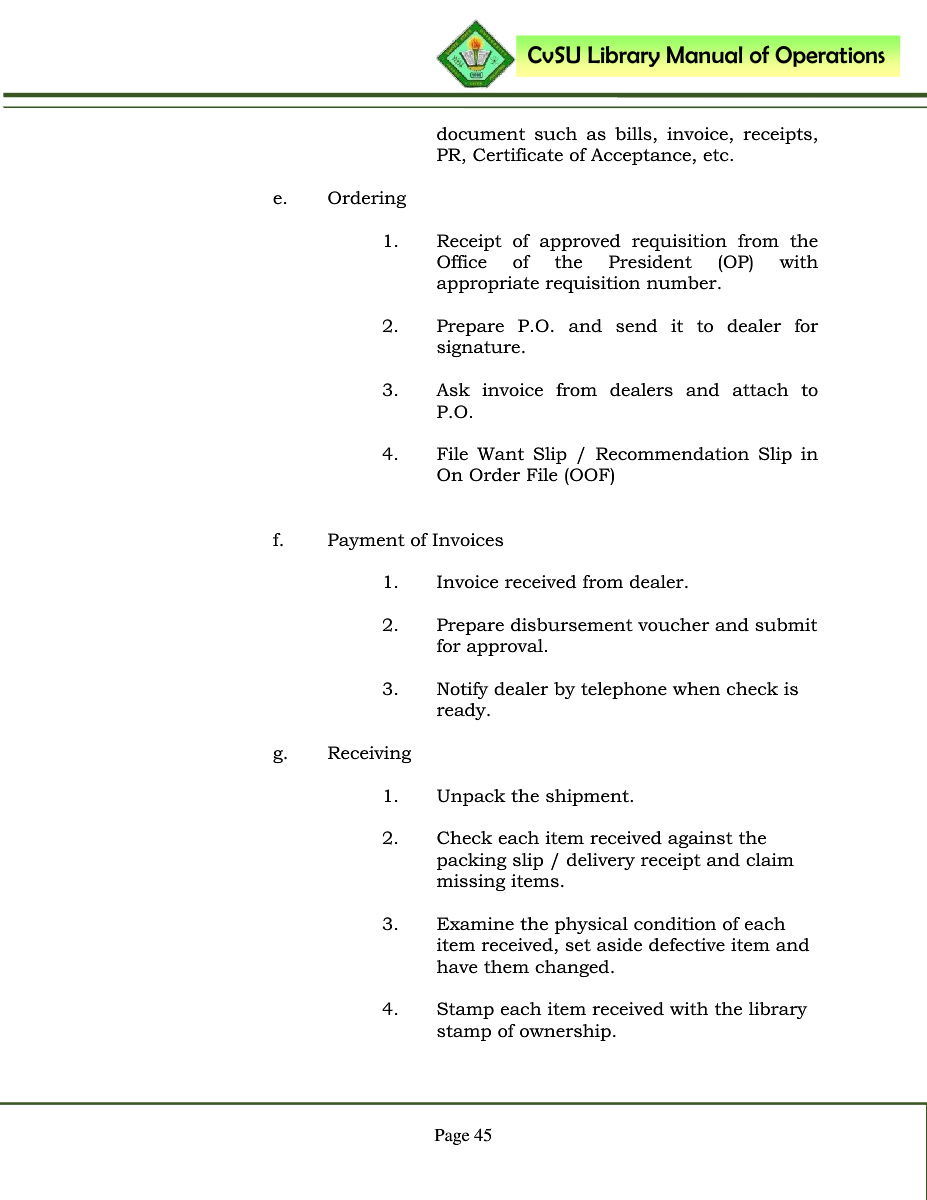 CvSU Library Manual of Operations
document such as bills, invoice, receipts,
PR, Certificate of Acceptance, etc.
e. Ordering
1. Receipt of approved requisition from the
Office of the President (OP) with
appropriate requisition number.
2. Prepare P.O. and send it to dealer for
signature.
3. Ask invoice from dealers and attach to
P.O.
4. File Want Slip / Recommendation Slip in
On Order File (OOF)
f. Payment of Invoices
1. Invoice received from dealer.
2. Prepare disbursement voucher and submit
for approval.
3. Notify dealer by telephone when check is
ready.
g. Receiving
1. Unpack the shipment.
2. Check each item received against the
packing slip / delivery receipt and claim
missing items.
3. Examine the physical condition of each
item received, set aside defective item and
have them changed.
4. Stamp each item received with the library
stamp of ownership.
Page 45